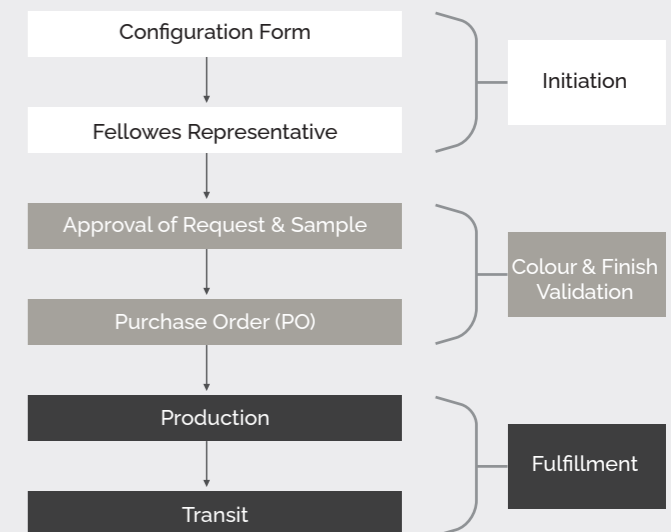 Configuration Form
Fellowes Representative
Initiation
Approval of Request & Sample
Purchase Order (PO)
Colour & Finish
Validation
Production
Transit
Fulfillment